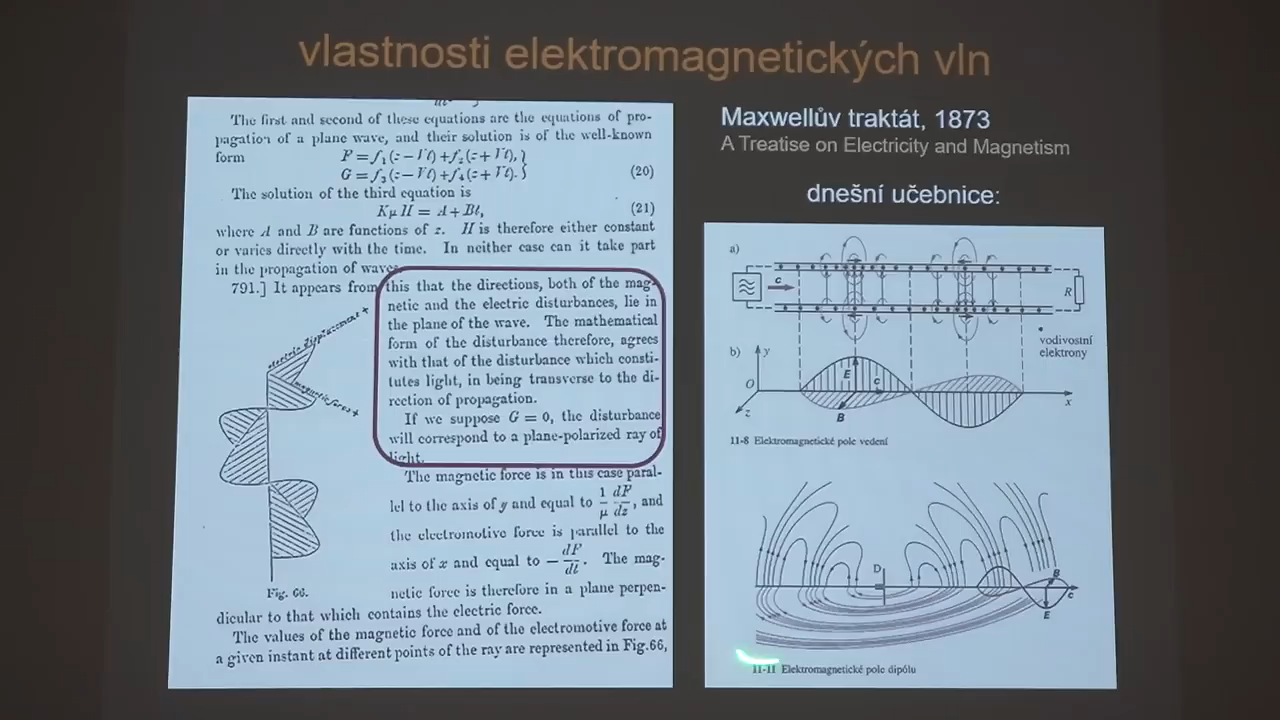 vlastnosti elektromagnetických vln
The first and second of these equations are the equations of pro-
pagation of a plane wave, and their solution is of the well-known
form
F = f₁(z − Vt) + f₂(z + Vt),
G = f₃(z − Vt) + f₄(z + Vt). (20)
The solution of the third equation is
KμH = A + Bt, (21)
where A and B are functions of z. H is therefore either constant
or varies directly with the time. In neither case can it take part
in the propagation of waves.
791.] It appears from this that the directions, both of the mag-
netic and the electric disturbances, lie in
the plane of the wave. The mathematical
form of the disturbance therefore, agrees
with that of the disturbance which consti-
tutes light, in being transverse to the di-
rection of propagation.
If we suppose G = 0, the disturbance
will correspond to a plane-polarized ray of
light.
The magnetic force is in this case paral-
lel to the axis of y and equal to 1/μ dF/dz, and
the electromotive force is parallel to the
axis of x and equal to − dF/dt. The mag-
netic force is therefore in a plane perpen-
dicular to that which contains the electric force.
The values of the magnetic force and of the electromotive force at
a given instant at different points of the ray are represented in Fig. 66,
electric displacement +
magnetic force +
Fig. 66.
Maxwellův traktát, 1873
A Treatise on Electricity and Magnetism
dnešní učebnice:
a)
c
R
vodivostní
elektrony
b)
y
E
c
O
x
z
B
11-8 Elektromagnetické pole vedení
D
B
c
E
11-11 Elektromagnetické pole dipólu